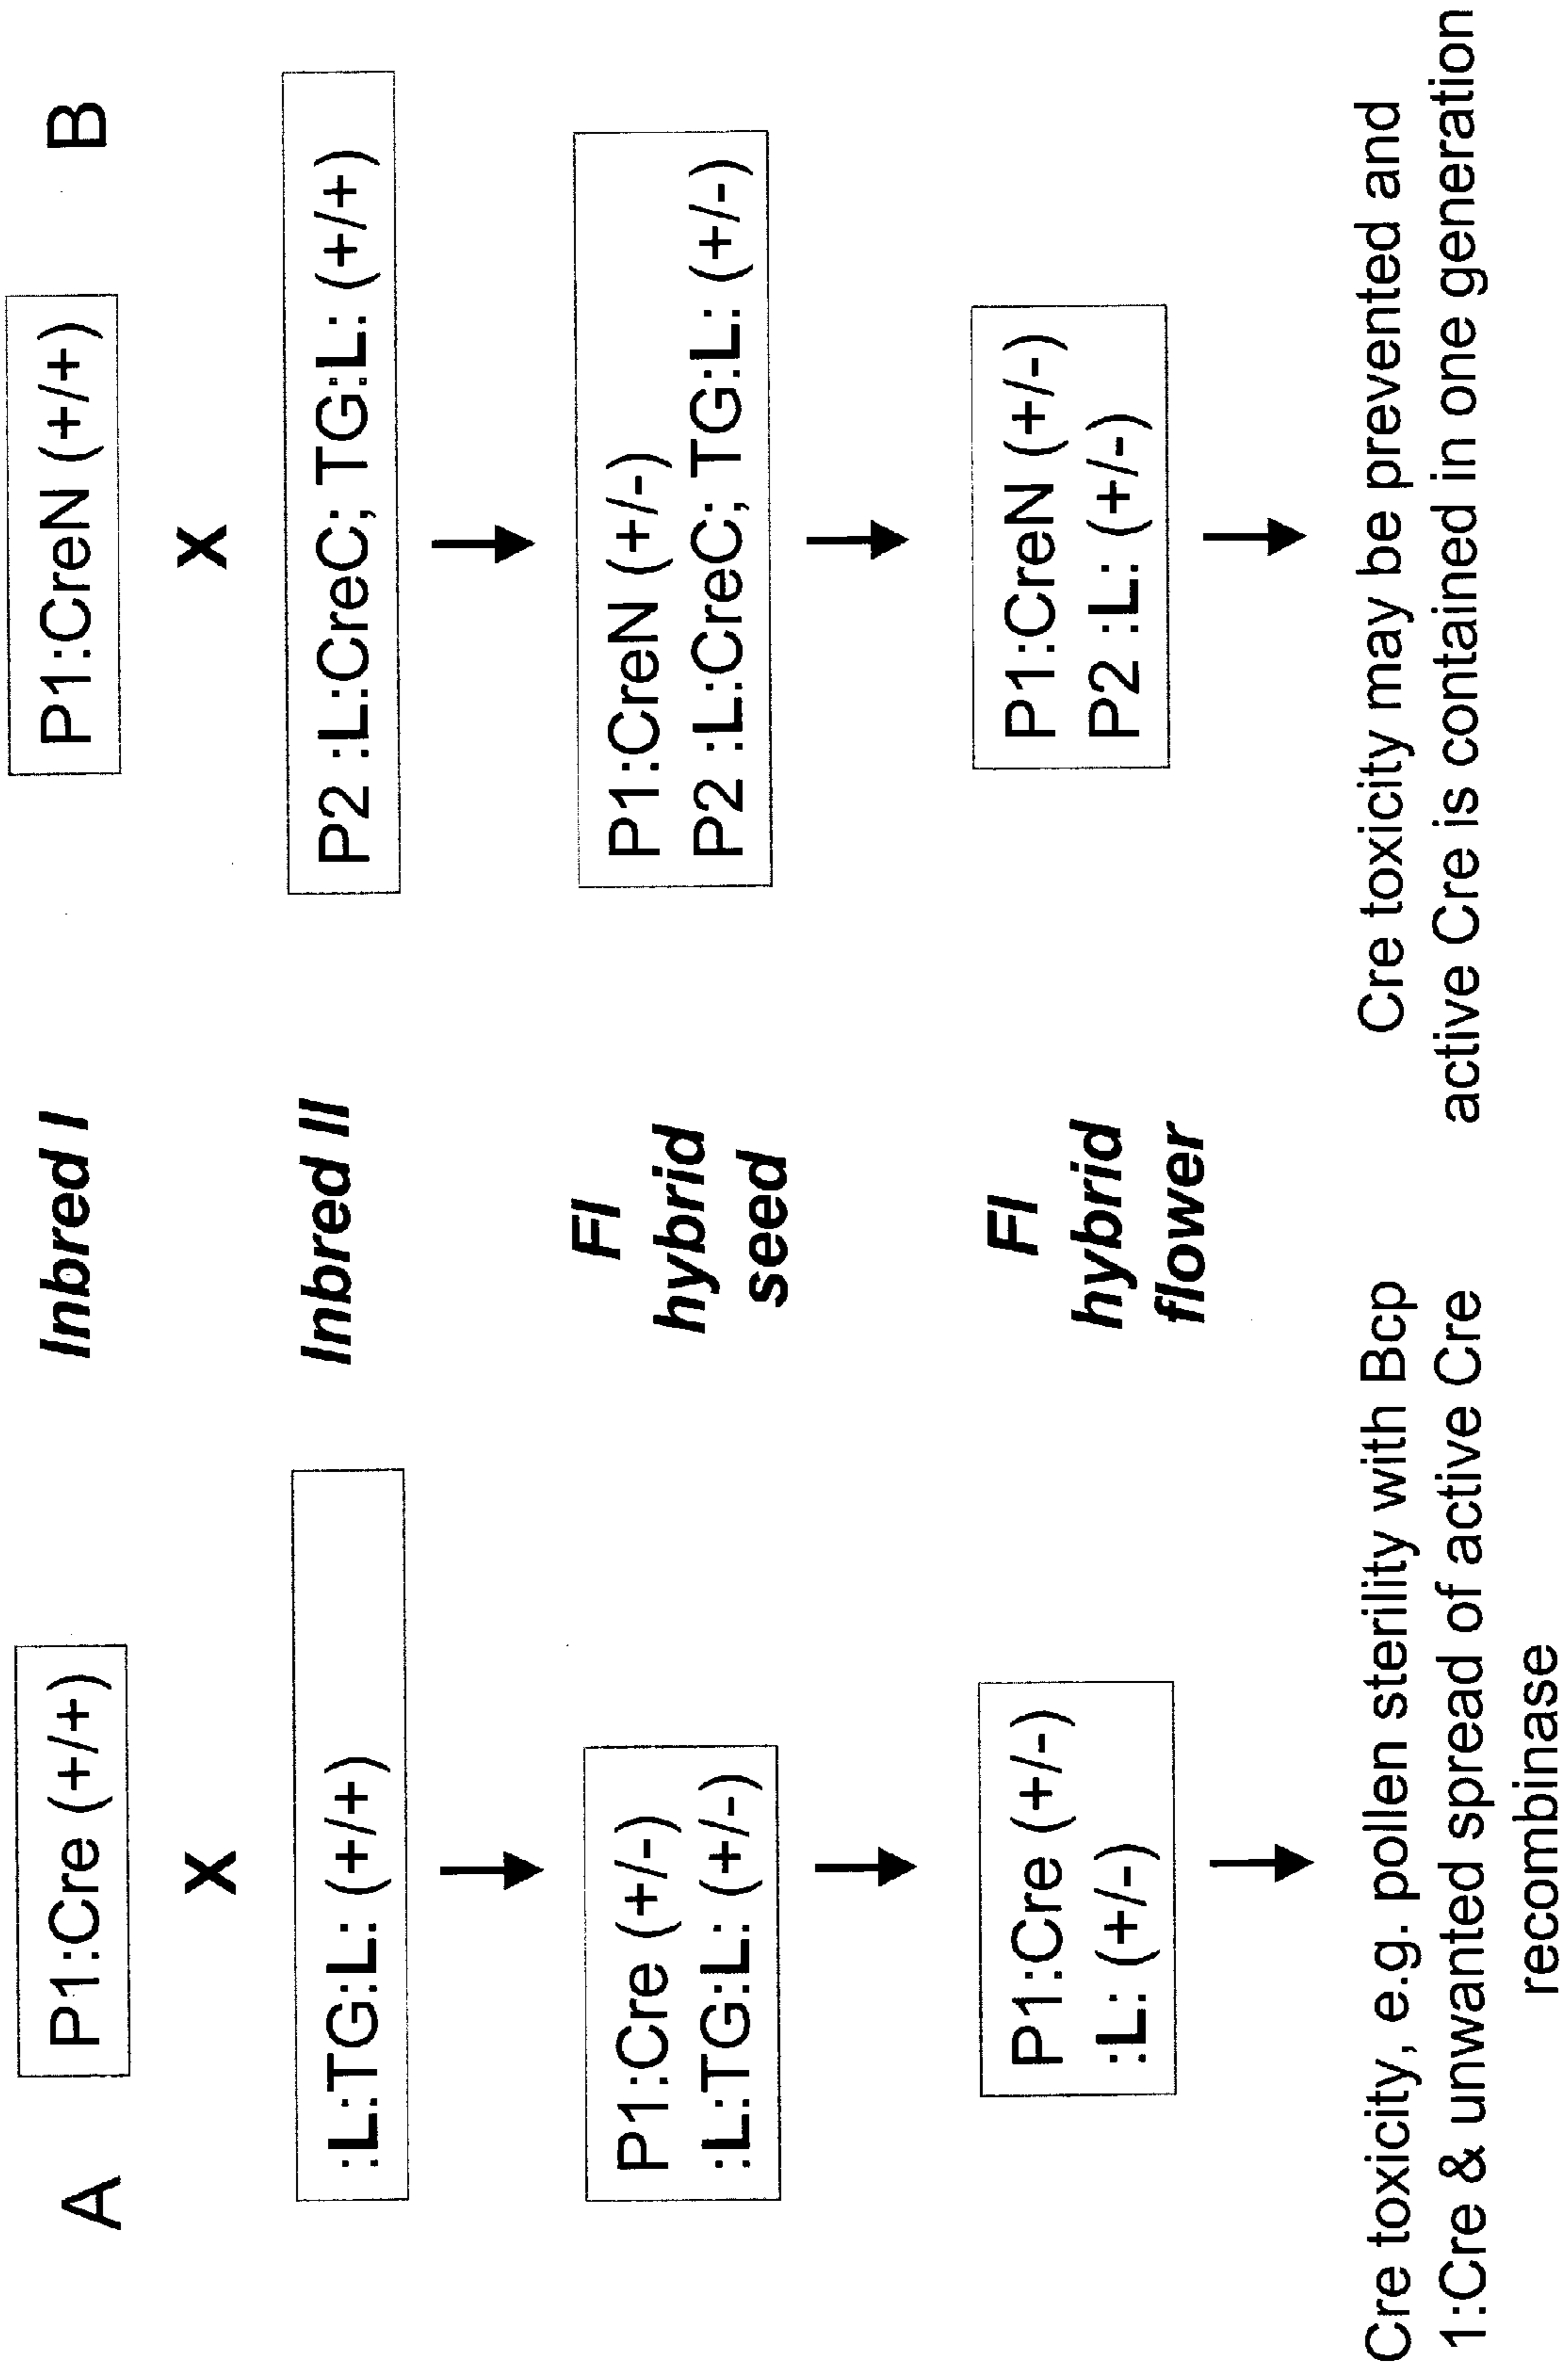 A
Inbred I
B
P1:Cre (+/+)
P1:CreN (+/+)
X
X
Inbred II
:L:TG:L: (+/+)
P2 :L:CreC; TG:L: (+/+)
FI
hybrid
seed
P1:Cre (+/-)
:L:TG:L: (+/-)
P1:CreN (+/-)
P2 :L:CreC; TG:L: (+/-)
FI
hybrid
flower
P1:Cre (+/-)
:L: (+/-)
P1:CreN (+/-)
P2 :L: (+/-)
Cre toxicity, e.g. pollen sterility with Bcp
1:Cre & unwanted spread of active Cre
recombinase
Cre toxicity may be prevented and
active Cre is contained in one generation